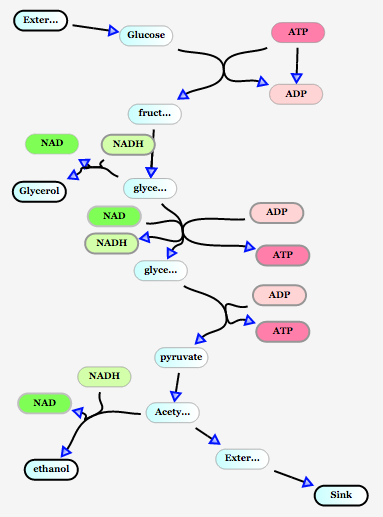 Exter...
Glucose
ATP
ADP
fruct...
NAD
NADH
Glycerol
glyce...
NAD
ADP
NADH
ATP
glyce...
ADP
ATP
pyruvate
NADH
NAD
Acety...
Exter...
ethanol
Sink